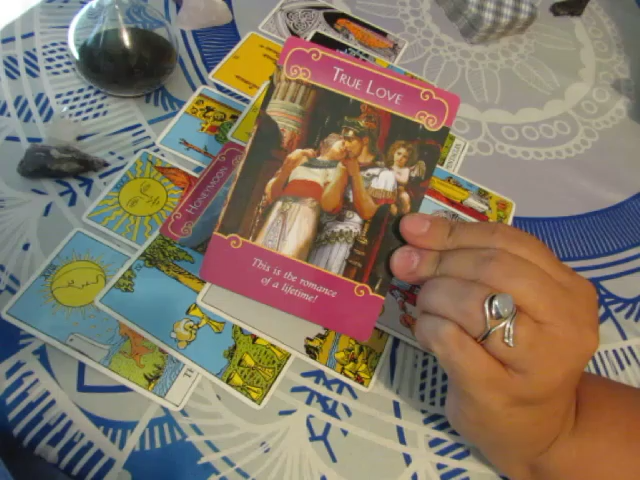 TRUE LOVE
This is the romance
of a lifetime!
HONEYMOON